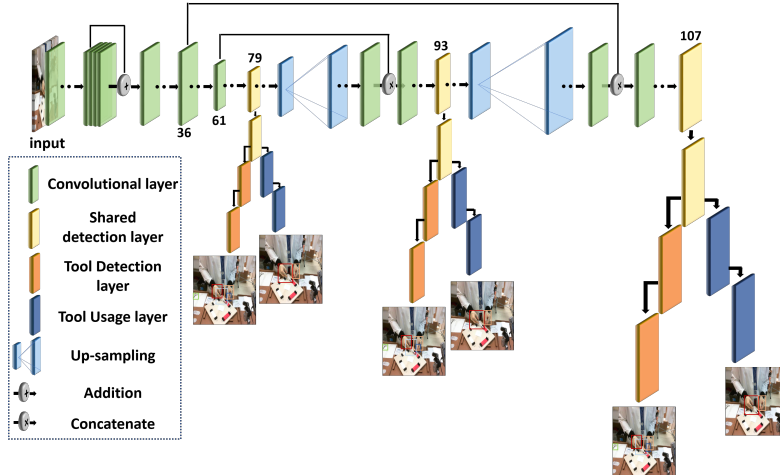 107
79
93
36
61
input
Convolutional layer
Shared
detection layer
Tool Detection
layer
Tool Usage layer
Up-sampling
Addition
Concatenate